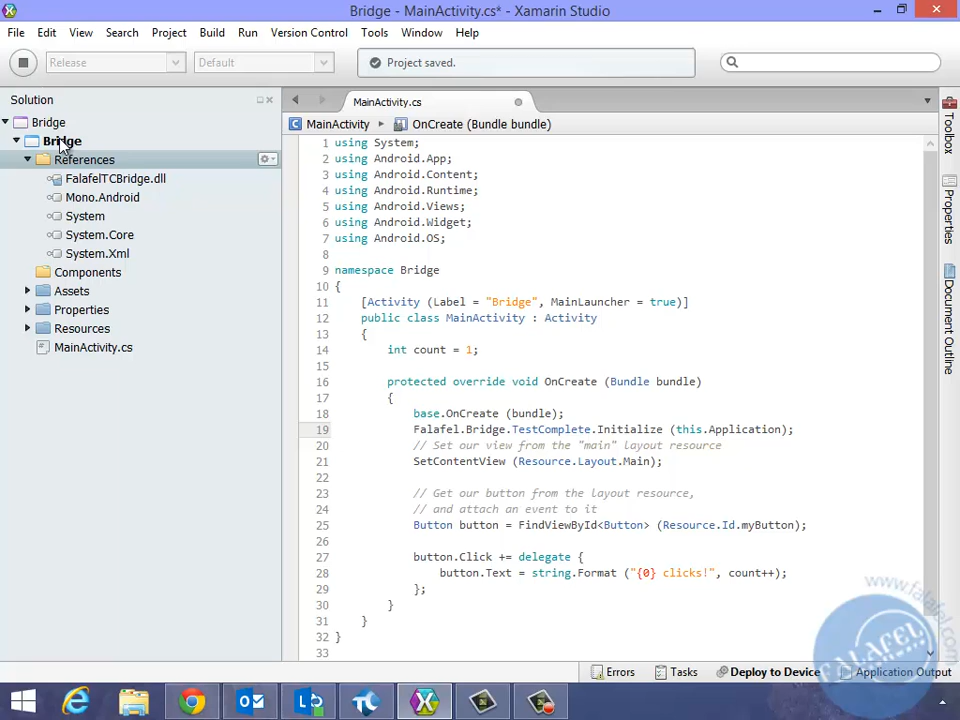 Bridge - MainActivity.cs* - Xamarin Studio
File Edit View Search Project Build Run Version Control Tools Window Help
Release Default Project saved.
Solution
MainActivity.cs
MainActivity OnCreate (Bundle bundle)
Bridge
Bridge
References
FalafelTCBridge.dll
Mono.Android
System
System.Core
System.Xml
Components
Assets
Properties
Resources
MainActivity.cs
1 using System;
2 using Android.App;
3 using Android.Content;
4 using Android.Runtime;
5 using Android.Views;
6 using Android.Widget;
7 using Android.OS;
8
9 namespace Bridge
10 {
11 [Activity (Label = "Bridge", MainLauncher = true)]
12 public class MainActivity : Activity
13 {
14 int count = 1;
15
16 protected override void OnCreate (Bundle bundle)
17 {
18 base.OnCreate (bundle);
19 Falafel.Bridge.TestComplete.Initialize (this.Application);
20 // Set our view from the "main" layout resource
21 SetContentView (Resource.Layout.Main);
22
23 // Get our button from the layout resource,
24 // and attach an event to it
25 Button button = FindViewById<Button> (Resource.Id.myButton);
26
27 button.Click += delegate {
28 button.Text = string.Format ("{0} clicks!", count++);
29 };
30 }
31 }
32 }
33
Toolbox
Properties
Document Outline
Errors Tasks Deploy to Device Application Output